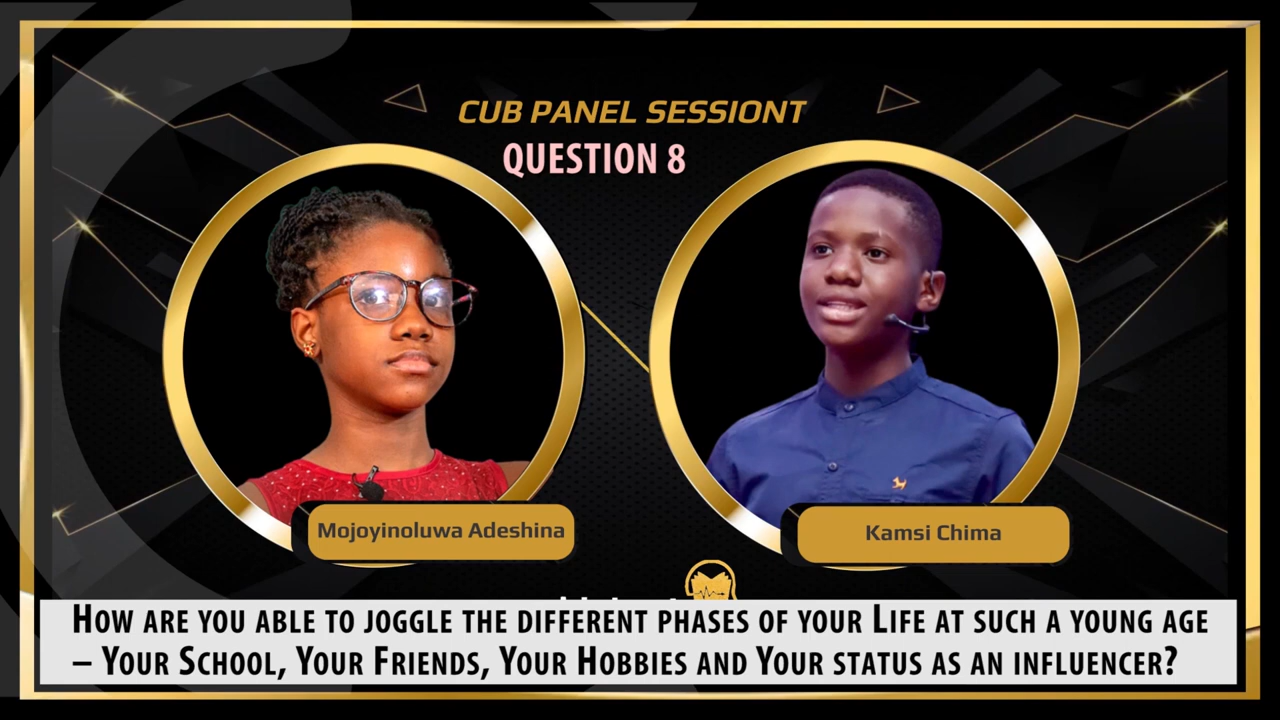 CUB PANEL SESSIONT
QUESTION 8
Mojoyinoluwa Adeshina
Kamsi Chima
HOW ARE YOU ABLE TO JOGGLE THE DIFFERENT PHASES OF YOUR LIFE AT SUCH A YOUNG AGE
– YOUR SCHOOL, YOUR FRIENDS, YOUR HOBBIES AND YOUR STATUS AS AN INFLUENCER?